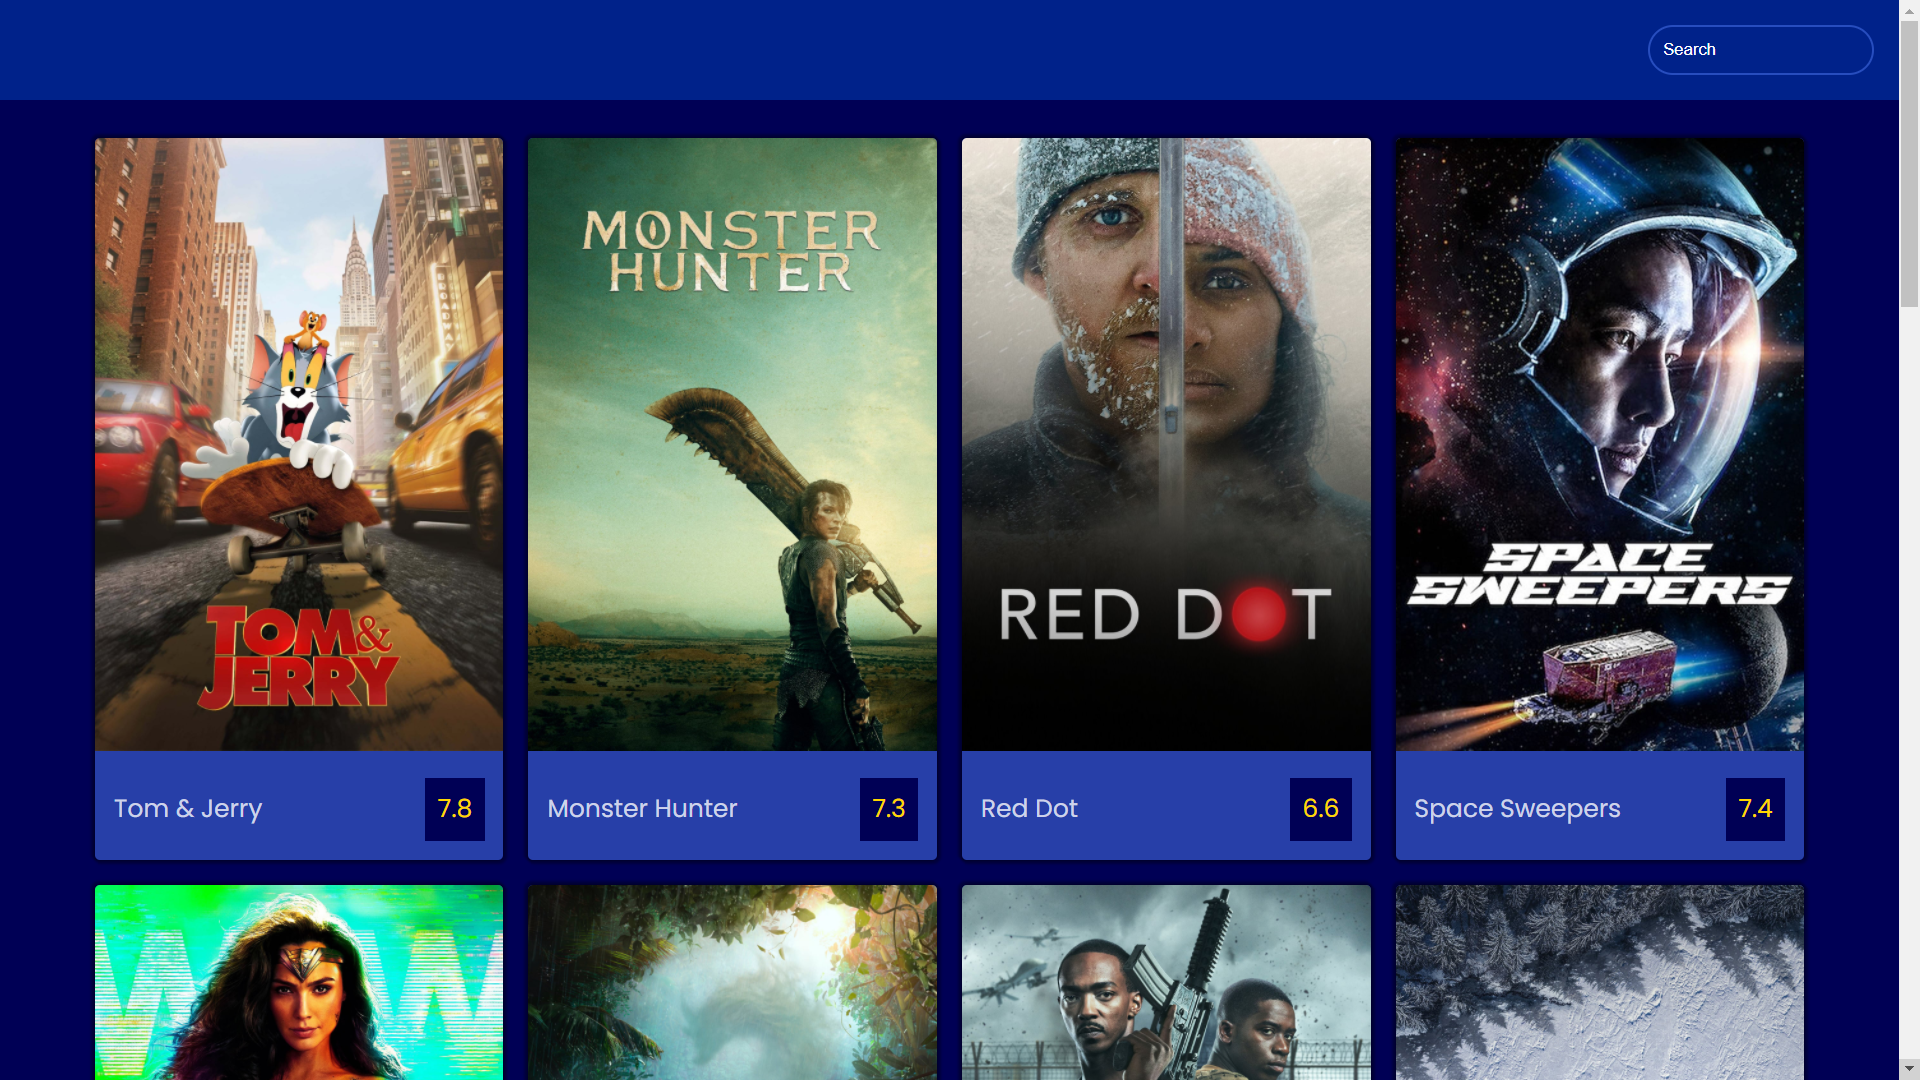 Search
TOM&
JERRY
MONSTER
HUNTER
RED DOT
SPACE
SWEEPERS
Tom & Jerry
7.8
Monster Hunter
7.3
Red Dot
6.6
Space Sweepers
7.4
WW